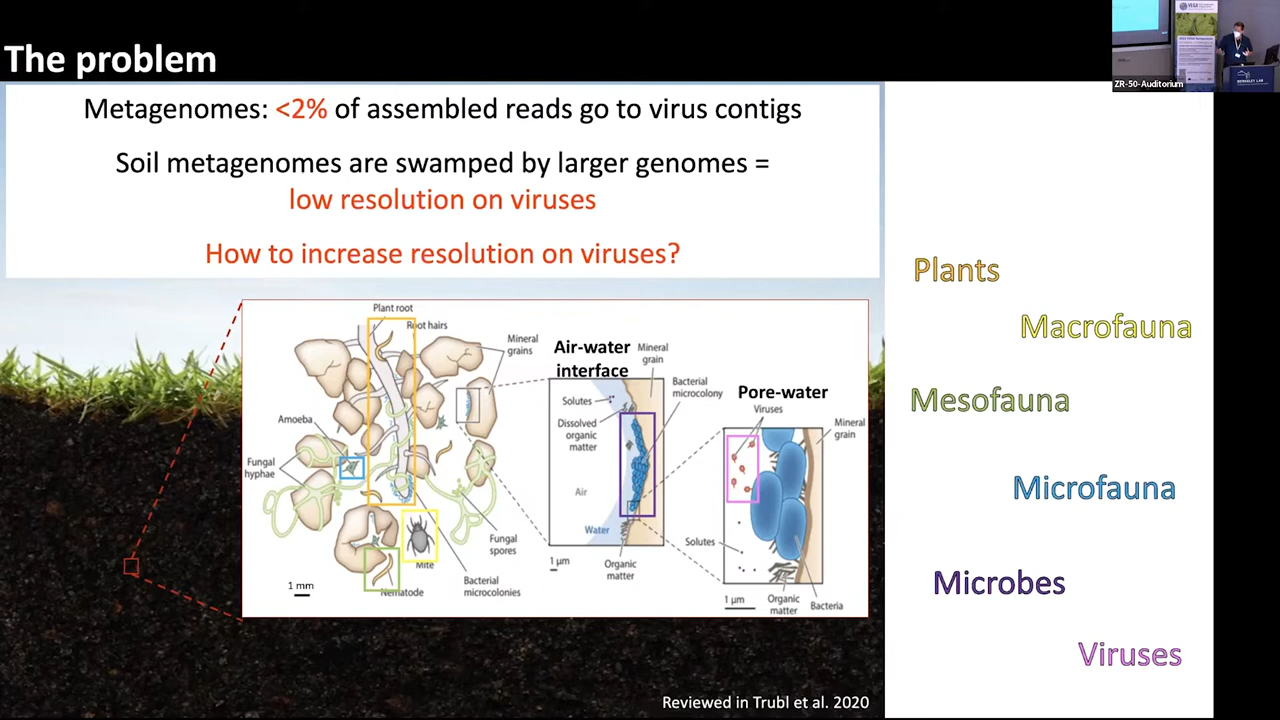 The problem
Metagenomes: <2% of assembled reads go to virus contigs
Soil metagenomes are swamped by larger genomes =
low resolution on viruses
How to increase resolution on viruses?
Plant root
Root hairs
Mineral
grains
Amoeba
Fungal
hyphae
Fungal
spores
Mite
Nematode
Bacterial
microcolonies
1 mm
Air-water
interface
Mineral
grain
Solutes
Dissolved
organic
matter
Bacterial
microcolony
Air
Water
1 µm
Organic
matter
Pore-water
Viruses
Mineral
grain
Solutes
1 µm
Organic
matter
Bacteria
Reviewed in Trubl et al. 2020
Plants
Macrofauna
Mesofauna
Microfauna
Microbes
Viruses
ZR-50-Auditorium
BERKELEY LAB